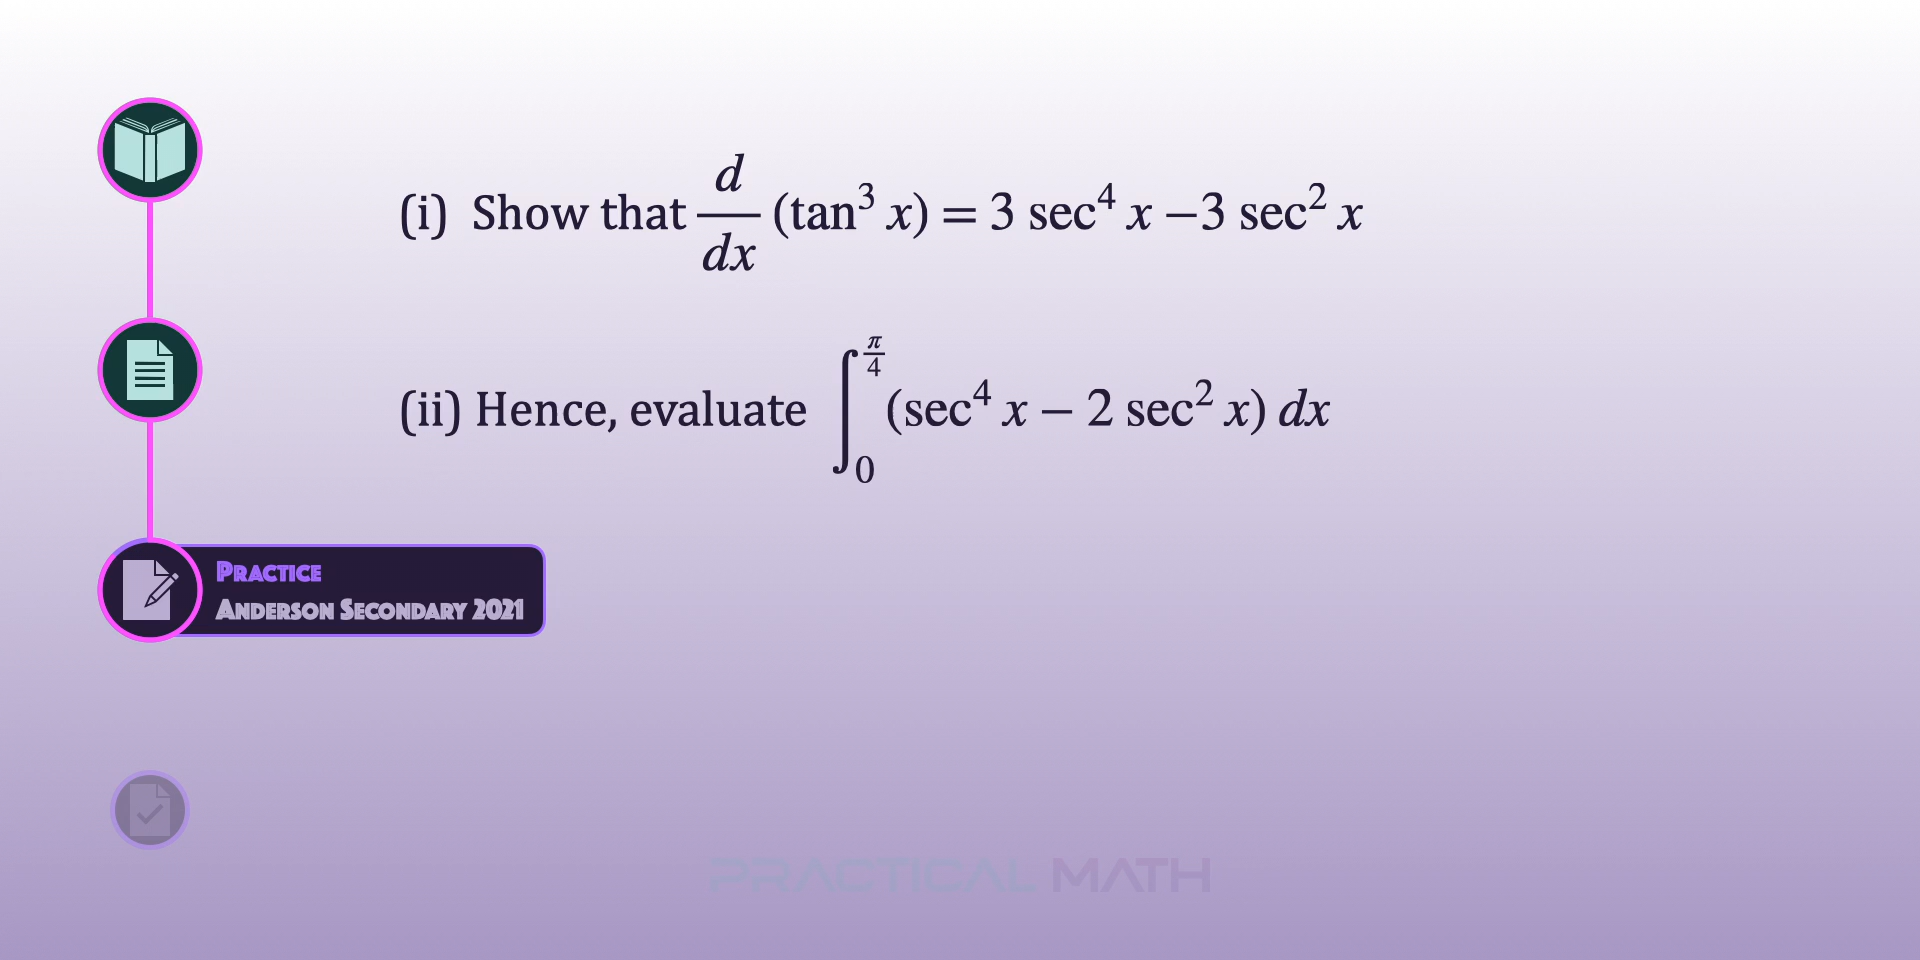 (i) Show that d/dx (tan³ x) = 3 sec⁴ x −3 sec² x
(ii) Hence, evaluate ∫₀^(π/4) (sec⁴ x − 2 sec² x) dx
PRACTICE
ANDERSON SECONDARY 2021
PRACTICAL MATH